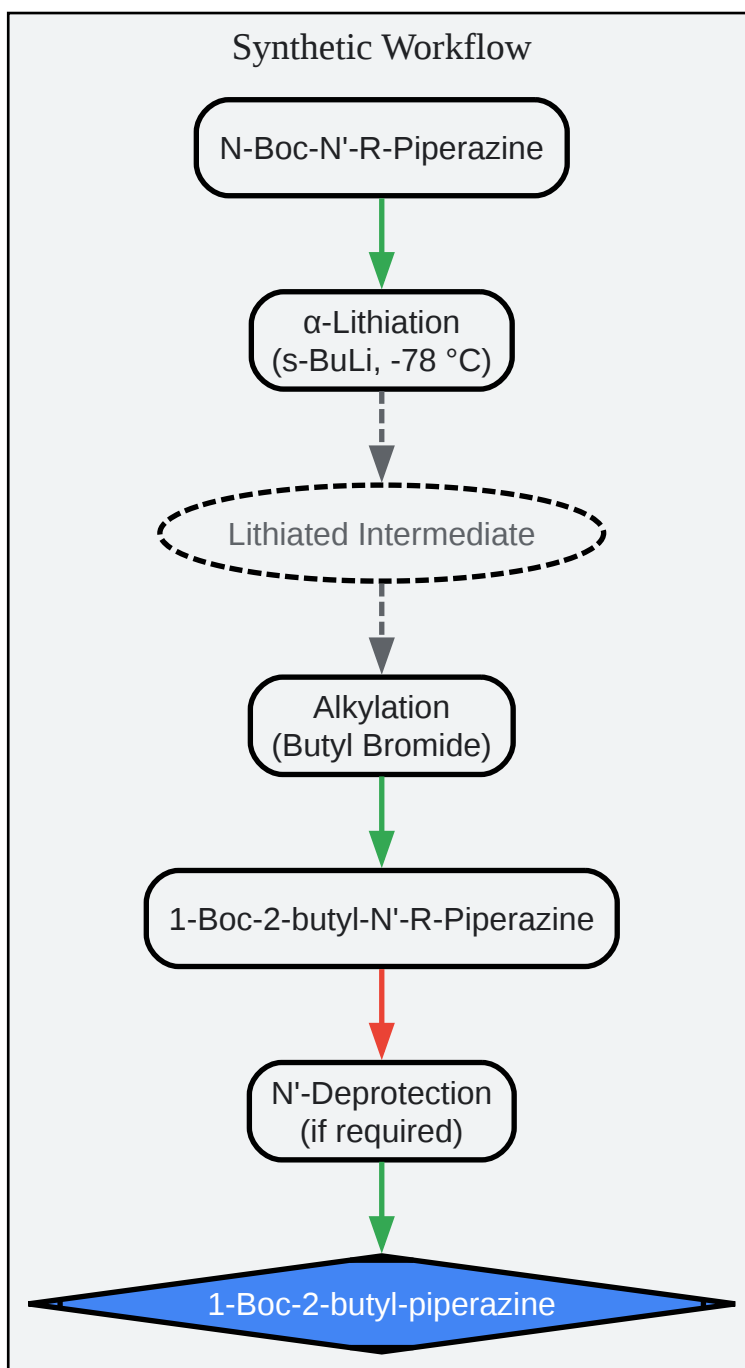 Synthetic Workflow
N-Boc-N'-R-Piperazine
α-Lithiation
(s-BuLi, -78 °C)
Lithiated Intermediate
Alkylation
(Butyl Bromide)
1-Boc-2-butyl-N'-R-Piperazine
N'-Deprotection
(if required)
1-Boc-2-butyl-piperazine